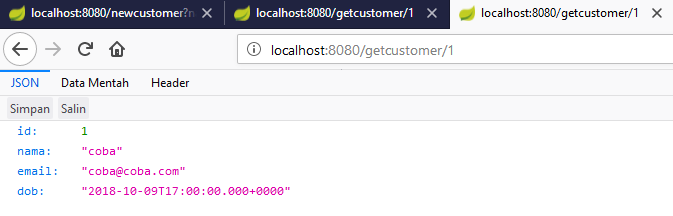 localhost:8080/newcustomer?n localhost:8080/getcustomer/1 localhost:8080/getcustomer/1
localhost:8080/getcustomer/1
JSON Data Mentah Header
Simpan Salin
id: 1
nama: "coba"
email: "coba@coba.com"
dob: "2018-10-09T17:00:00.000+0000"